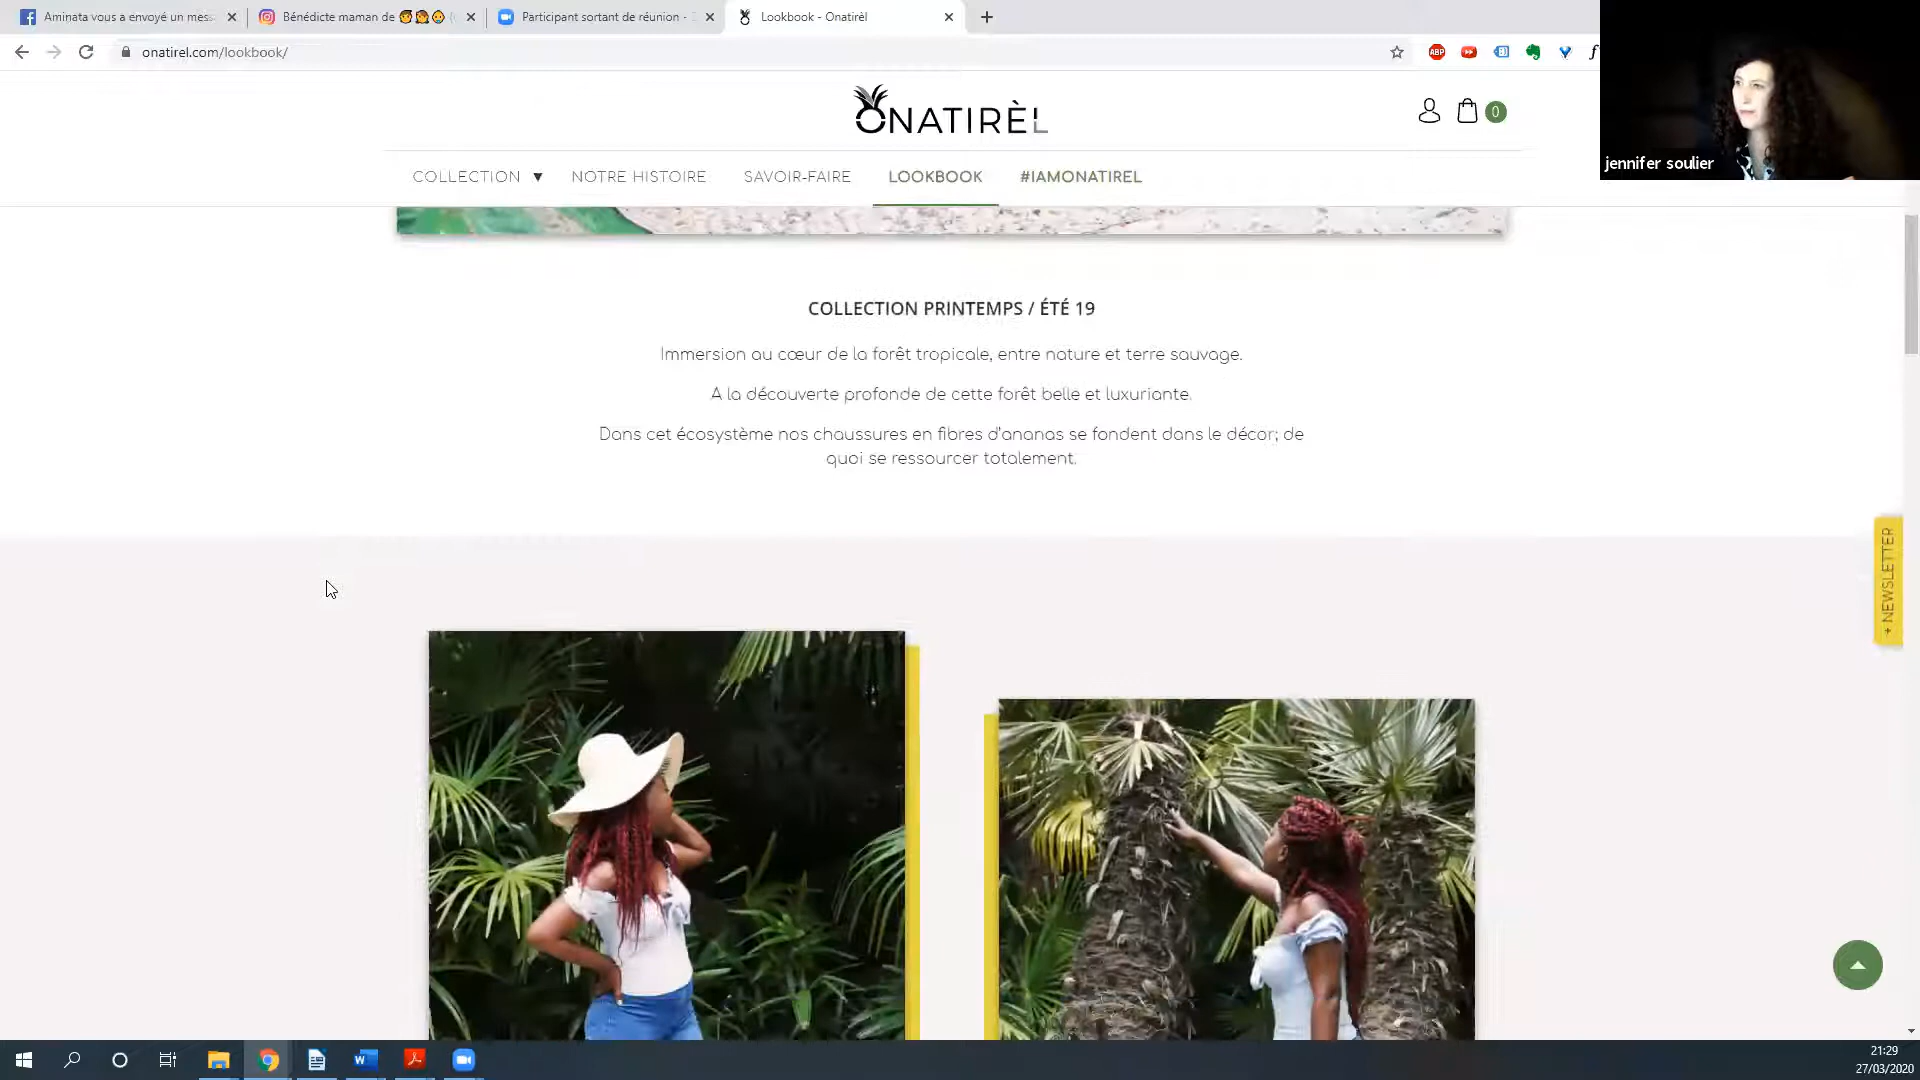 Aminata vous a envoyé un mess
Bénédicte maman de
Participant sortant de réunion -
Lookbook - Onatirèl
onatirel.com/lookbook/
ABP
jennifer soulier
ONATIRÈL
0
COLLECTION ▼ NOTRE HISTOIRE SAVOIR-FAIRE LOOKBOOK #IAMONATIREL
COLLECTION PRINTEMPS / ÉTÉ 19
Immersion au cœur de la forêt tropicale, entre nature et terre sauvage.
A la découverte profonde de cette forêt belle et luxuriante.
Dans cet écosystème nos chaussures en fibres d'ananas se fondent dans le décor; de
quoi se ressourcer totalement.
+ NEWSLETTER
21:29
27/03/2020